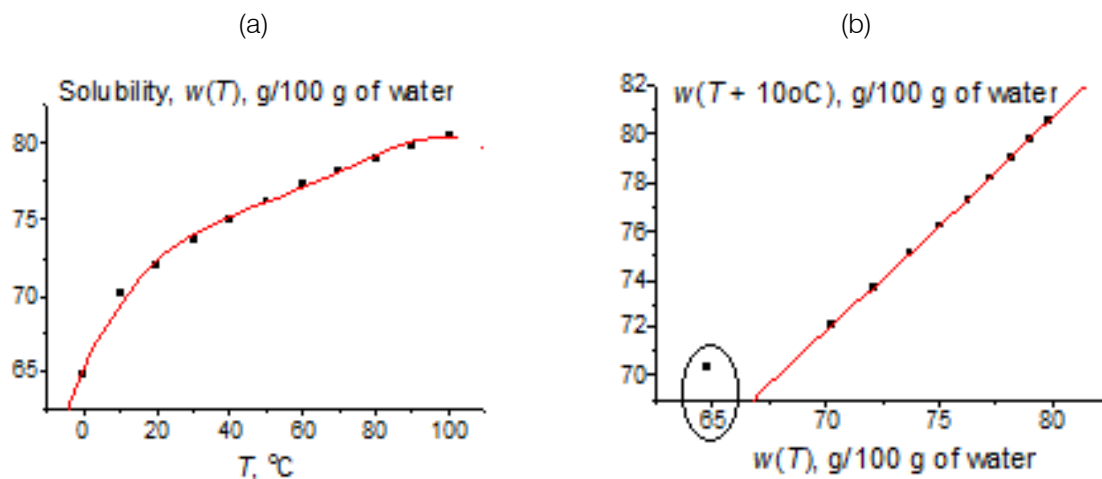 (a)
(b)
Solubility, w(T), g/100 g of water
80
75
70
65
0 20 40 60 80 100
T, °C
w(T + 10oC), g/100 g of water
82
80
78
76
74
72
70
65 70 75 80
w(T), g/100 g of water